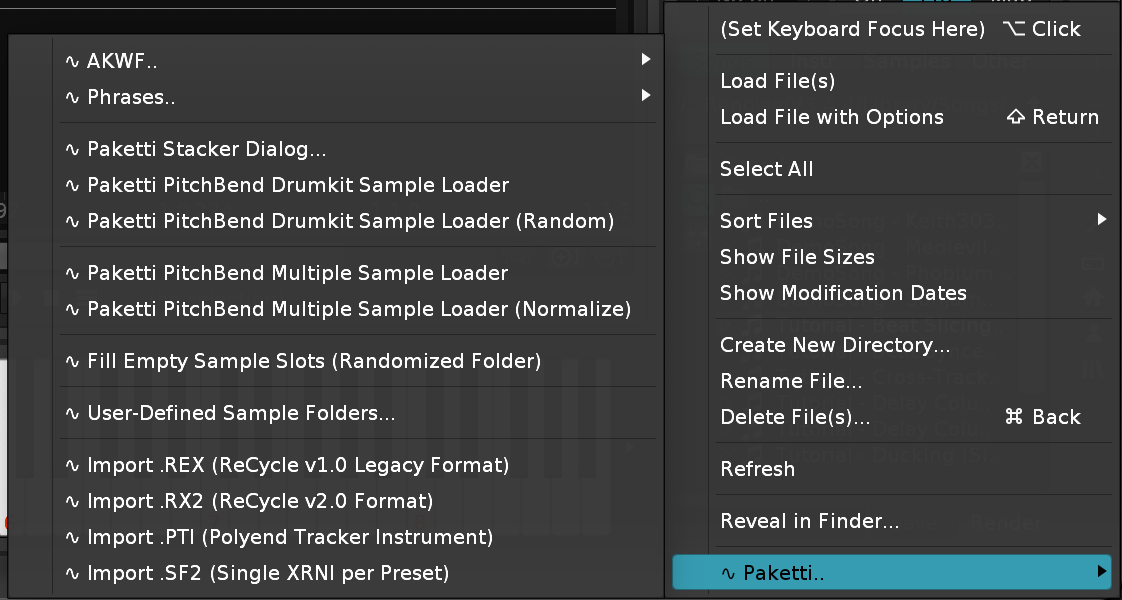 ∿ AKWF..
∿ Phrases..
∿ Paketti Stacker Dialog...
∿ Paketti PitchBend Drumkit Sample Loader
∿ Paketti PitchBend Drumkit Sample Loader (Random)
∿ Paketti PitchBend Multiple Sample Loader
∿ Paketti PitchBend Multiple Sample Loader (Normalize)
∿ Fill Empty Sample Slots (Randomized Folder)
∿ User-Defined Sample Folders...
∿ Import .REX (ReCycle v1.0 Legacy Format)
∿ Import .RX2 (ReCycle v2.0 Format)
∿ Import .PTI (Polyend Tracker Instrument)
∿ Import .SF2 (Single XRNI per Preset)
(Set Keyboard Focus Here) ⌥ Click
Load File(s)
Load File with Options ⇧ Return
Select All
Sort Files
Show File Sizes
Show Modification Dates
Create New Directory...
Rename File...
Delete File(s)... ⌘ Back
Refresh
Reveal in Finder...
∿ Paketti..